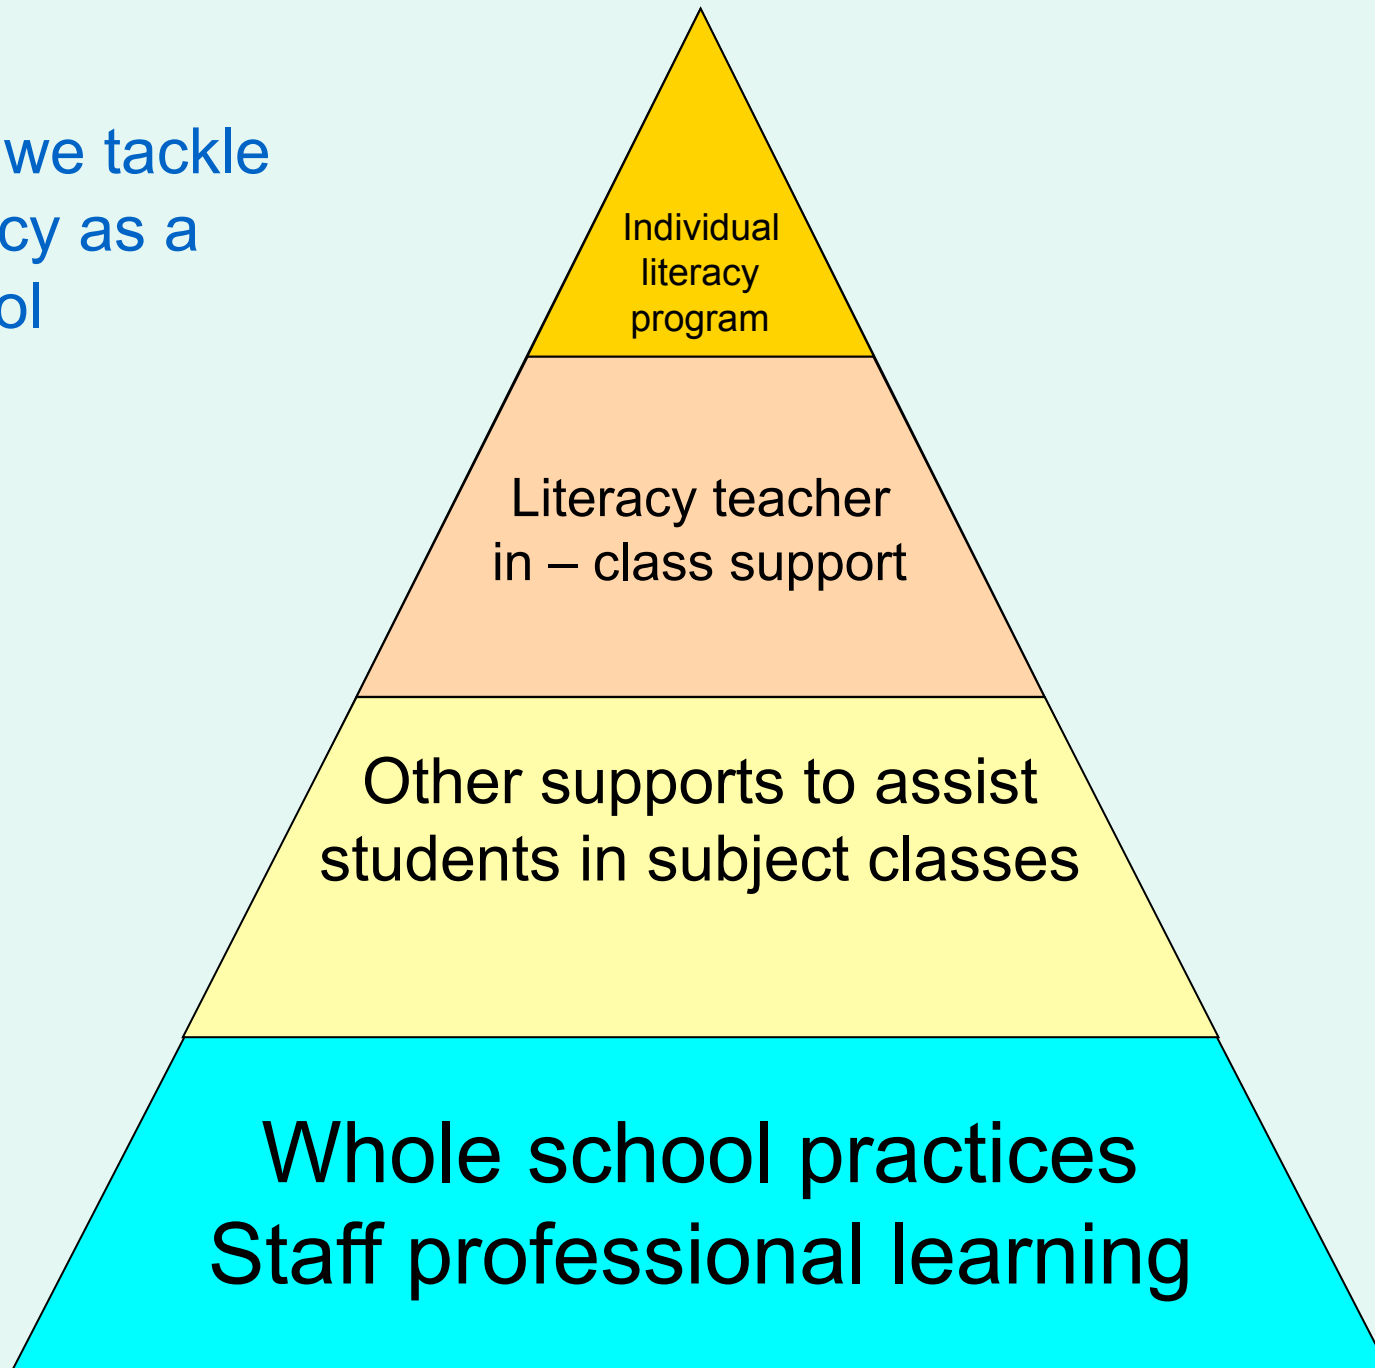 we tackle
cy as a
ol
Individual
literacy
program
Literacy teacher
in – class support
Other supports to assist
students in subject classes
Whole school practices
Staff professional learning